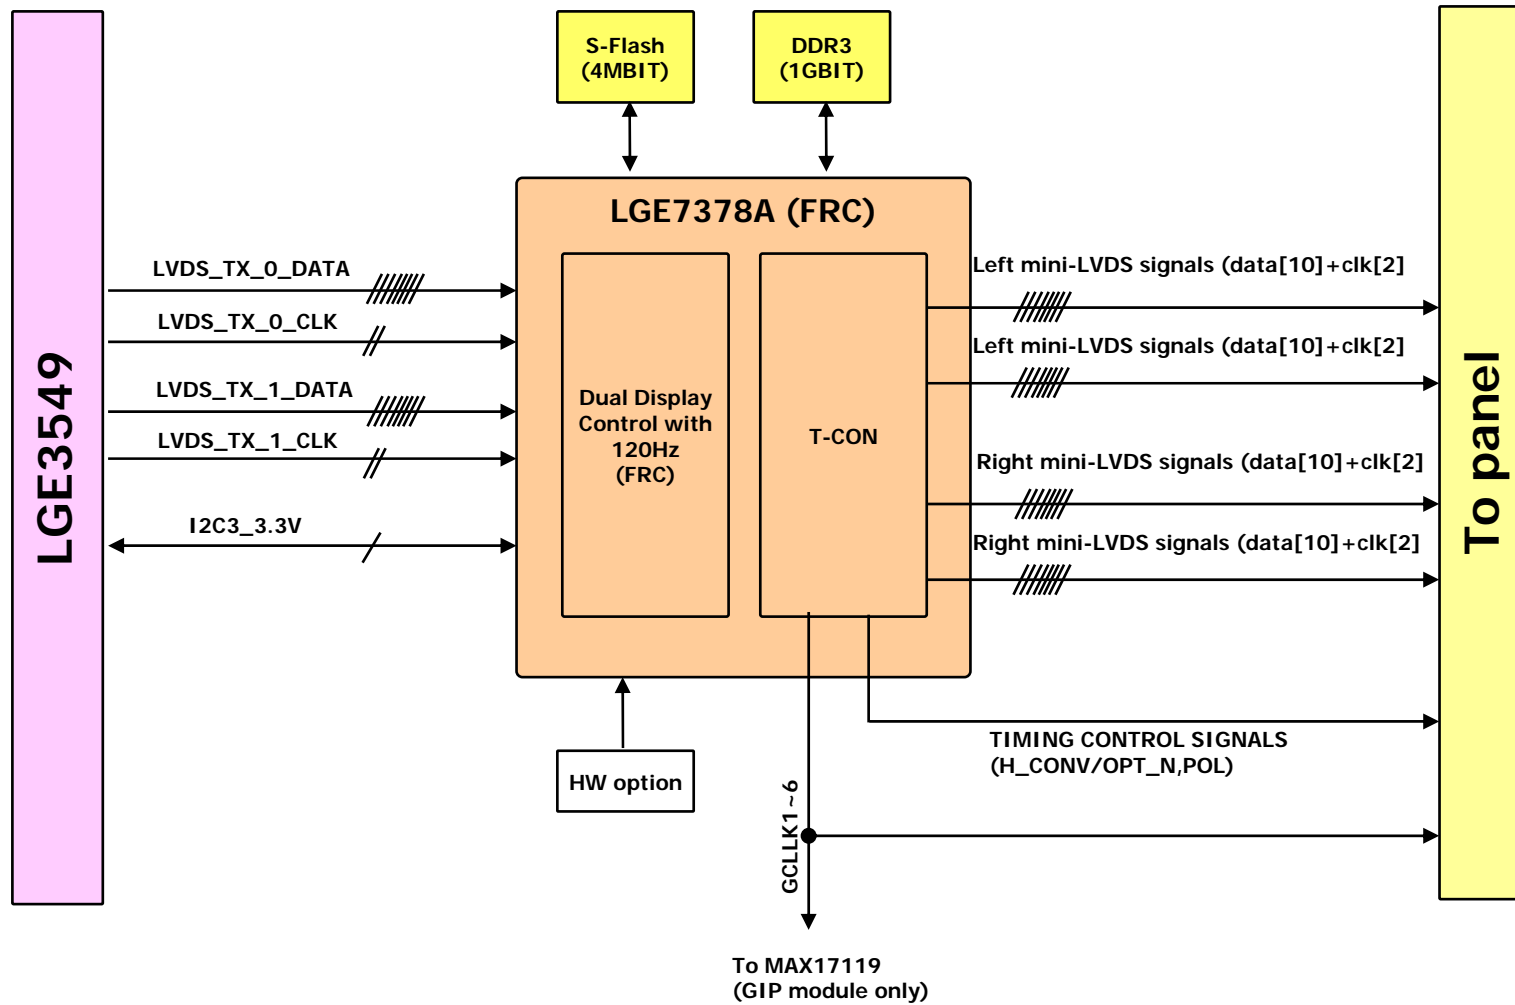 S-Flash
(4MBIT)
DDR3
(1GBIT)
LGE7378A (FRC)
LGE3549
LVDS_TX_0_DATA
LVDS_TX_0_CLK
LVDS_TX_1_DATA
LVDS_TX_1_CLK
I2C3_3.3V
Dual Display
Control with
120Hz
(FRC)
T-CON
Left mini-LVDS signals (data[10]+clk[2]
Left mini-LVDS signals (data[10]+clk[2]
Right mini-LVDS signals (data[10]+clk[2]
Right mini-LVDS signals (data[10]+clk[2]
To panel
HW option
TIMING CONTROL SIGNALS
(H_CONV/OPT_N,POL)
GCLLK1~6
To MAX17119
(GIP module only)